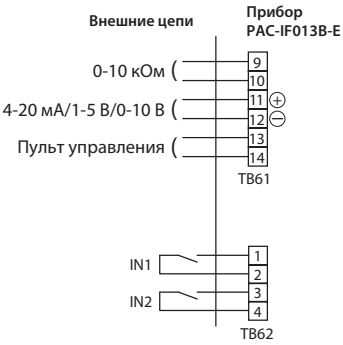 Внешние цепи
Прибор
PAC-IF013B-E
0-10 кОм
9
10
4-20 мА/1-5 В/0-10 В
11 +
12 −
Пульт управления
13
14
TB61
IN1
1
2
IN2
3
4
TB62